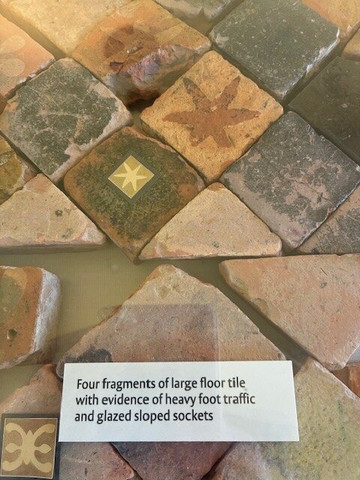 Four fragments of large floor tile
with evidence of heavy foot traffic
and glazed sloped sockets